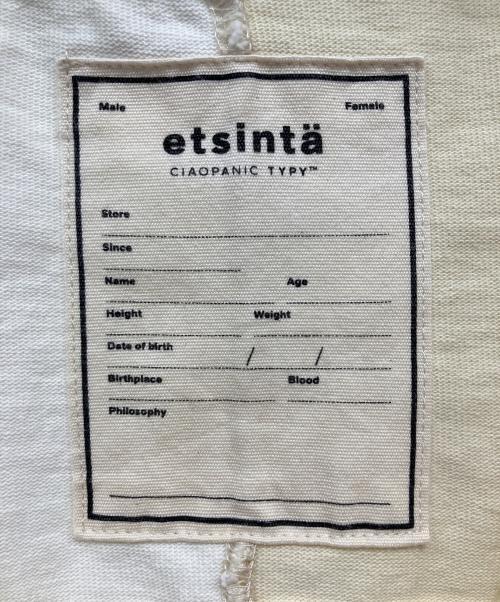 Male Female
etsintä
CIAOPANIC TYPY™
Store
Since
Name Age
Height Weight
Date of birth / /
Birthplace Blood
Philosophy